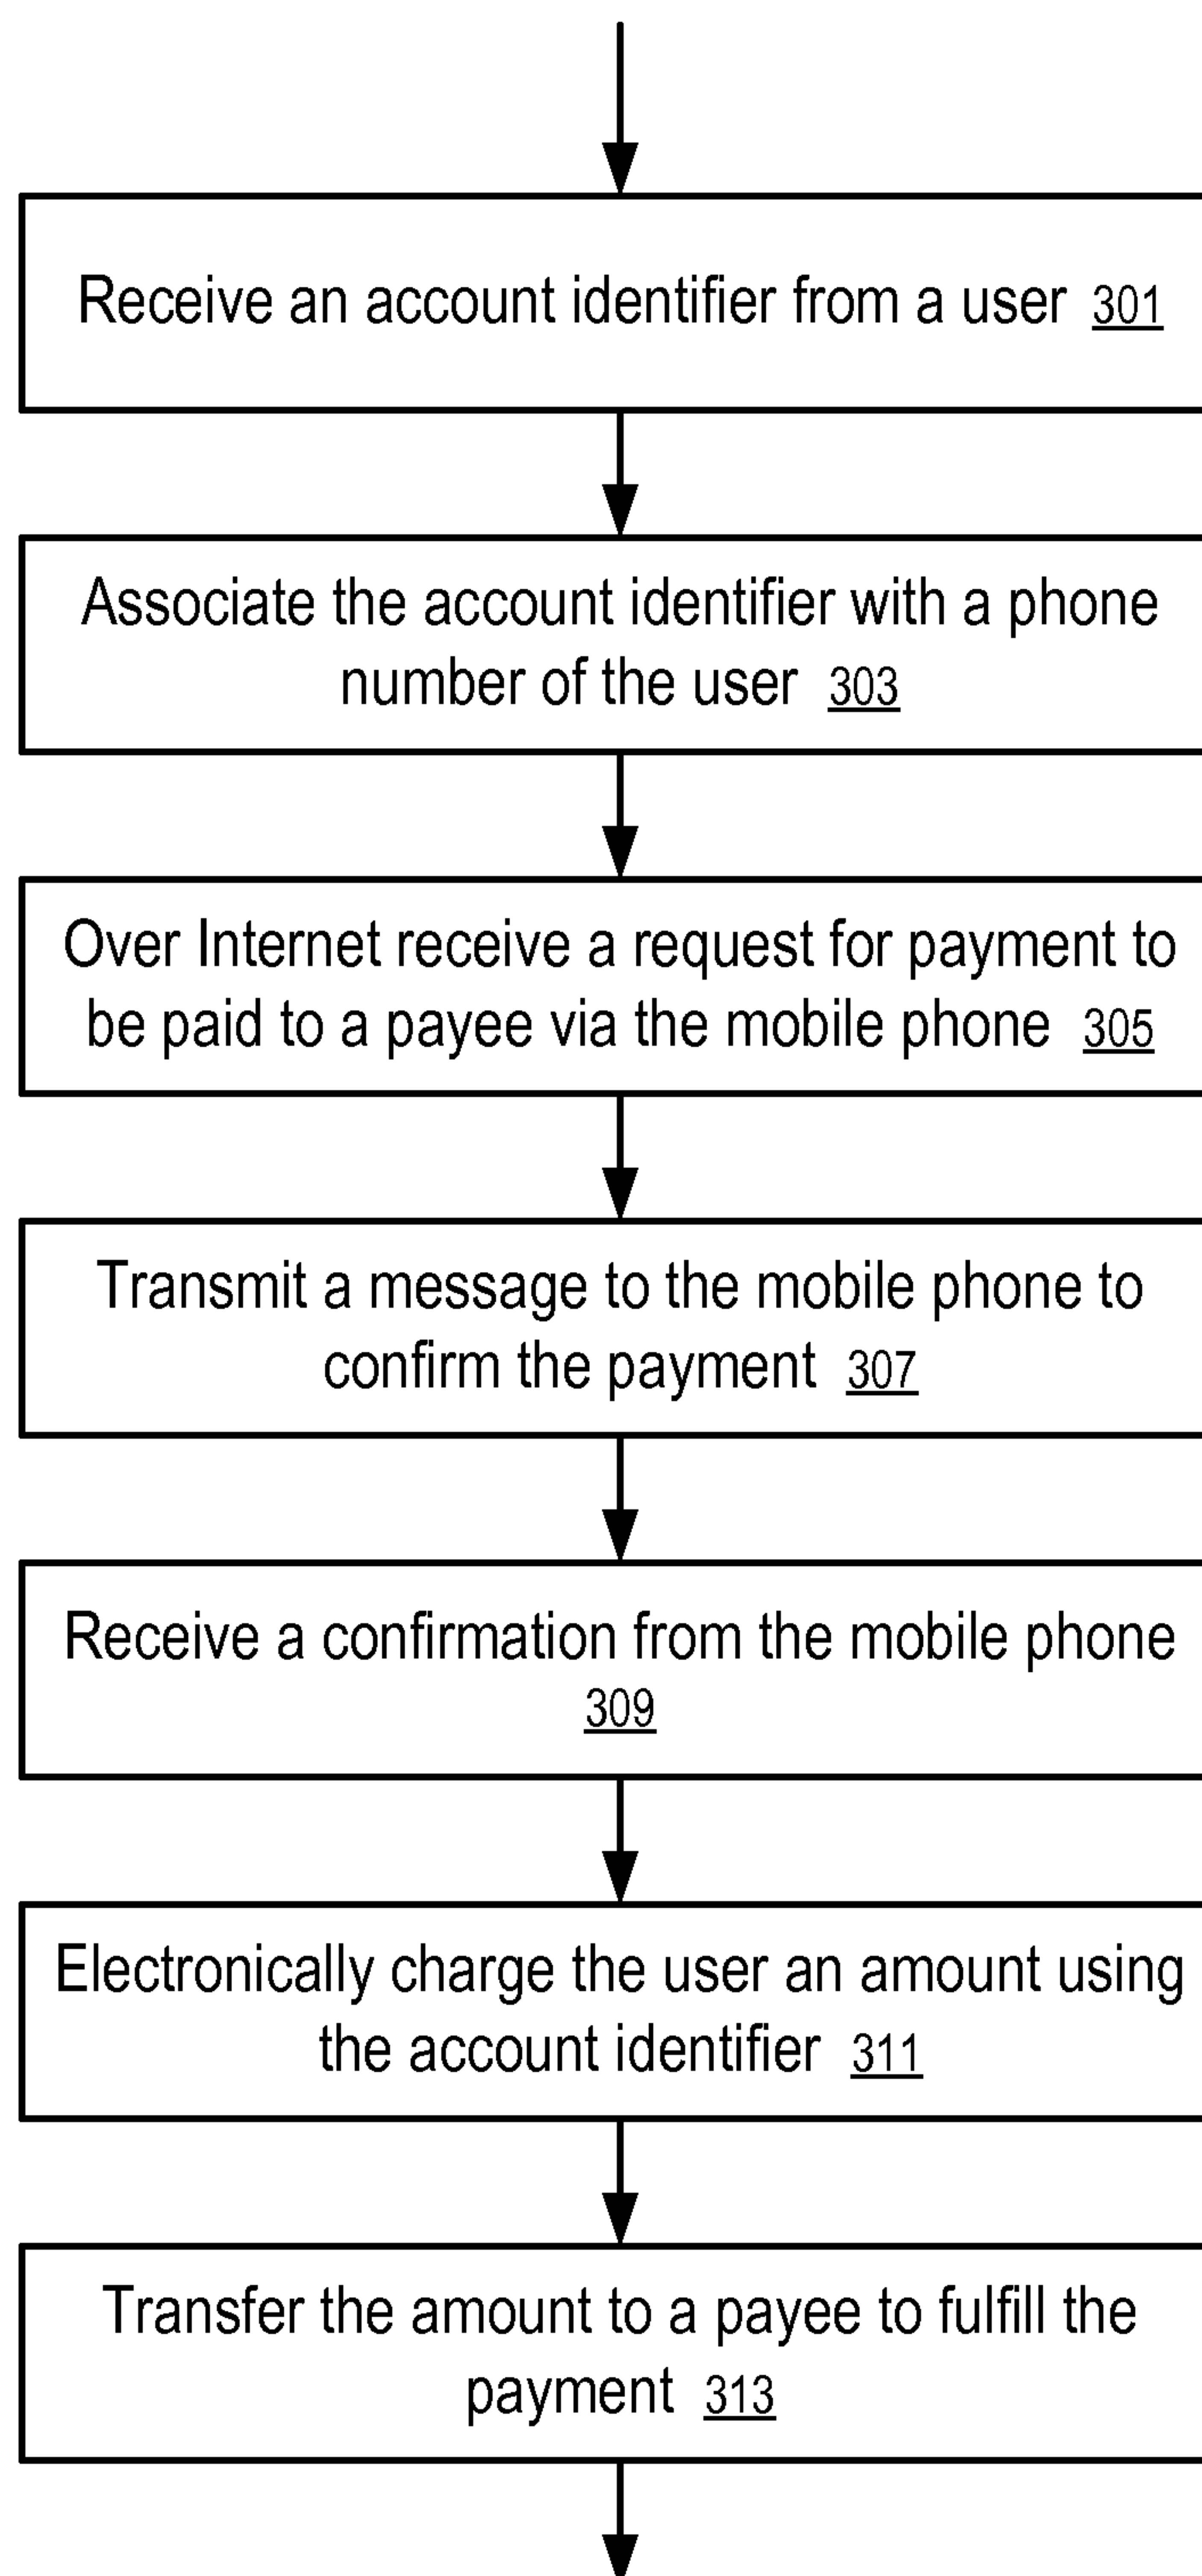 Receive an account identifier from a user 301
Associate the account identifier with a phone
number of the user 303
Over Internet receive a request for payment to
be paid to a payee via the mobile phone 305
Transmit a message to the mobile phone to
confirm the payment 307
Receive a confirmation from the mobile phone
309
Electronically charge the user an amount using
the account identifier 311
Transfer the amount to a payee to fulfill the
payment 313